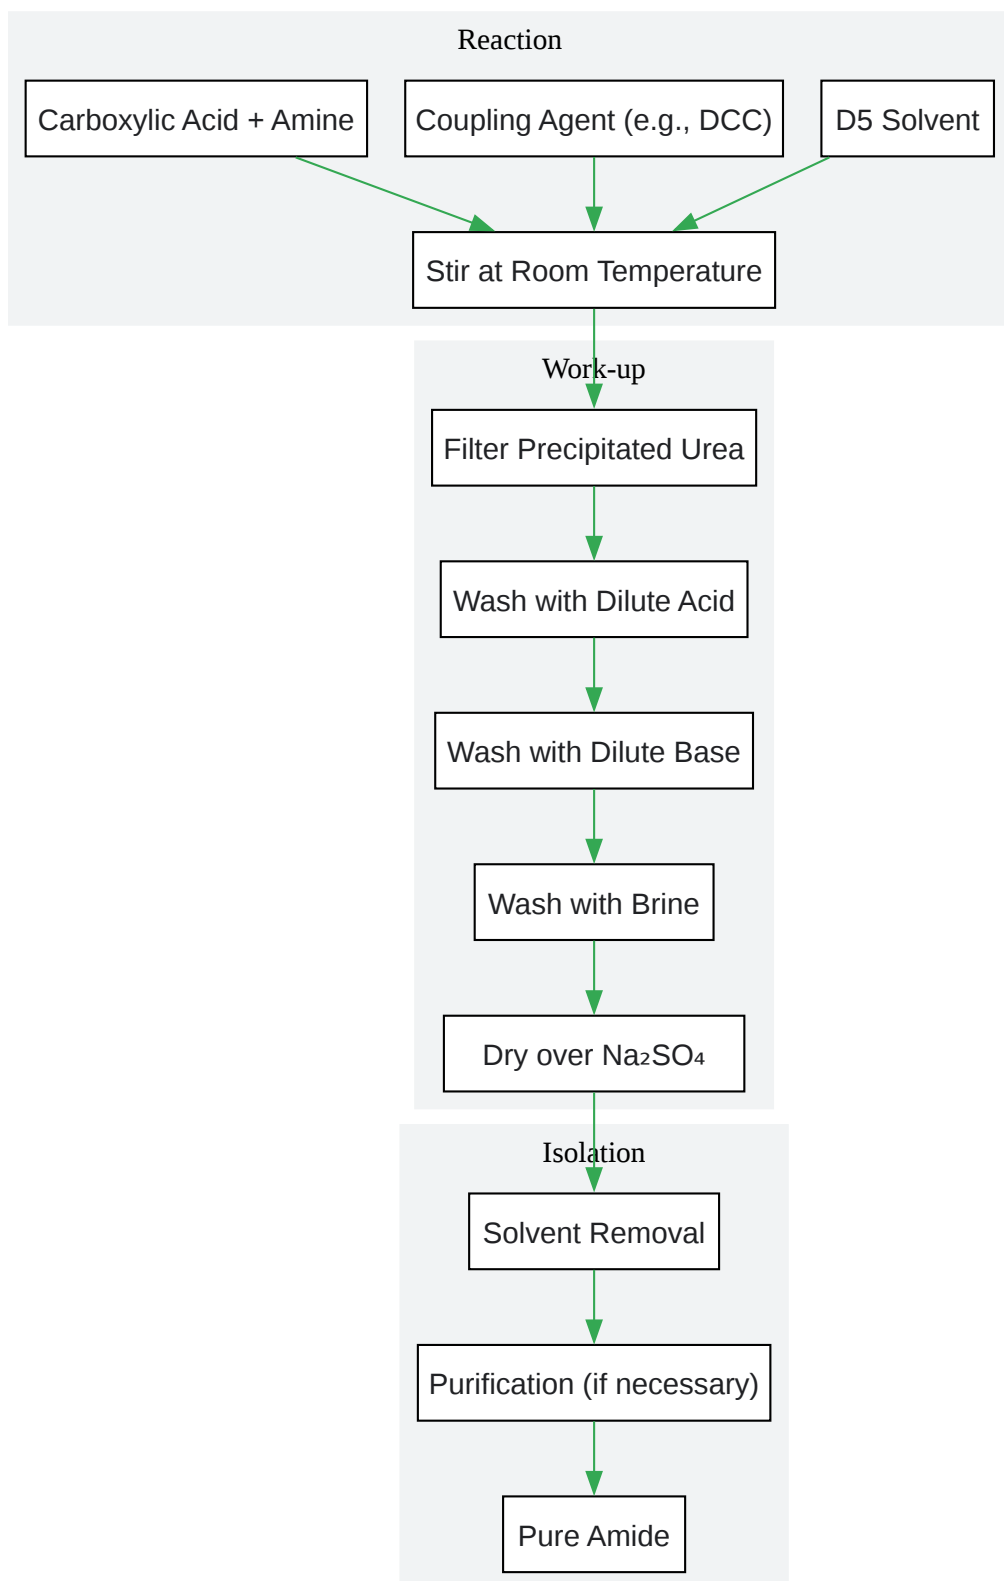 Reaction
Carboxylic Acid + Amine
Coupling Agent (e.g., DCC)
D5 Solvent
Stir at Room Temperature
Work-up
Filter Precipitated Urea
Wash with Dilute Acid
Wash with Dilute Base
Wash with Brine
Dry over Na₂SO₄
Isolation
Solvent Removal
Purification (if necessary)
Pure Amide